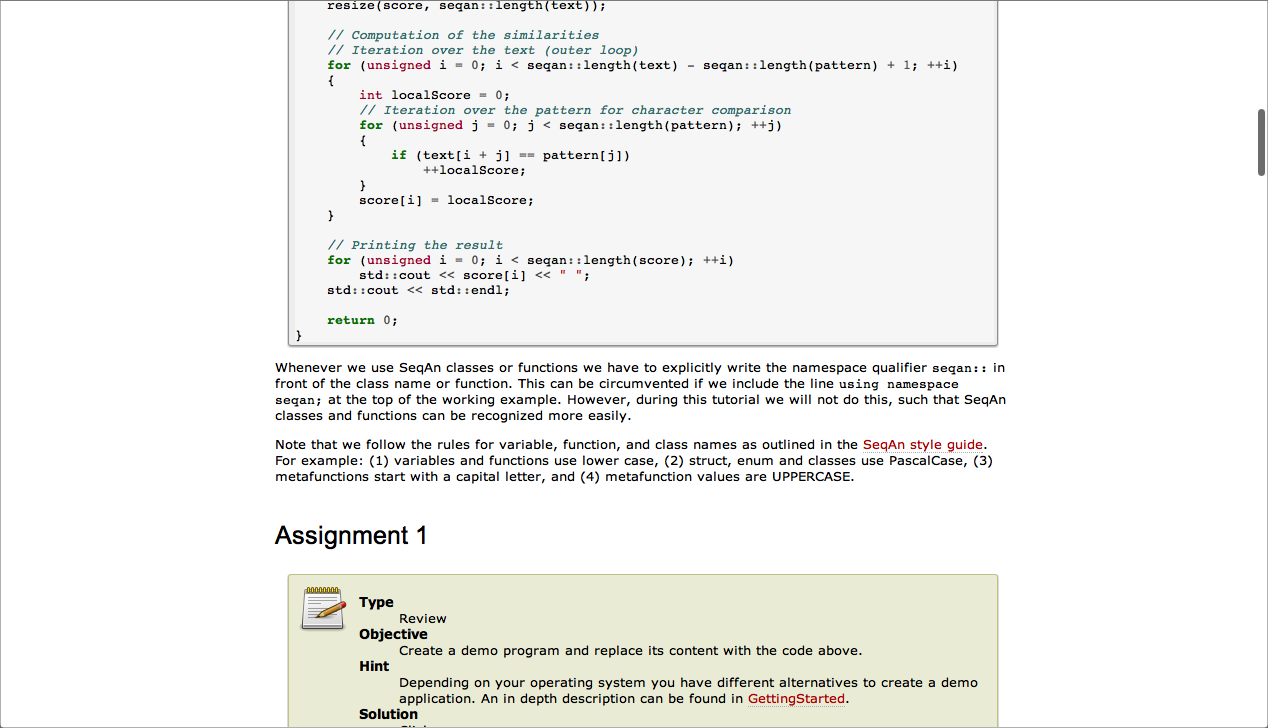 resize(score, seqan::length(text));
// Computation of the similarities
// Iteration over the text (outer loop)
for (unsigned i = 0; i < seqan::length(text) - seqan::length(pattern) + 1; ++i)
{
int localScore = 0;
// Iteration over the pattern for character comparison
for (unsigned j = 0; j < seqan::length(pattern); ++j)
{
if (text[i + j] == pattern[j])
++localScore;
}
score[i] = localScore;
}
// Printing the result
for (unsigned i = 0; i < seqan::length(score); ++i)
std::cout << score[i] << " ";
std::cout << std::endl;
return 0;
}
Whenever we use SeqAn classes or functions we have to explicitly write the namespace qualifier seqan:: in
front of the class name or function. This can be circumvented if we include the line using namespace
seqan; at the top of the working example. However, during this tutorial we will not do this, such that SeqAn
classes and functions can be recognized more easily.
Note that we follow the rules for variable, function, and class names as outlined in the SeqAn style guide.
For example: (1) variables and functions use lower case, (2) struct, enum and classes use PascalCase, (3)
metafunctions start with a capital letter, and (4) metafunction values are UPPERCASE.
Assignment 1
Type
Review
Objective
Create a demo program and replace its content with the code above.
Hint
Depending on your operating system you have different alternatives to create a demo
application. An in depth description can be found in GettingStarted.
Solution